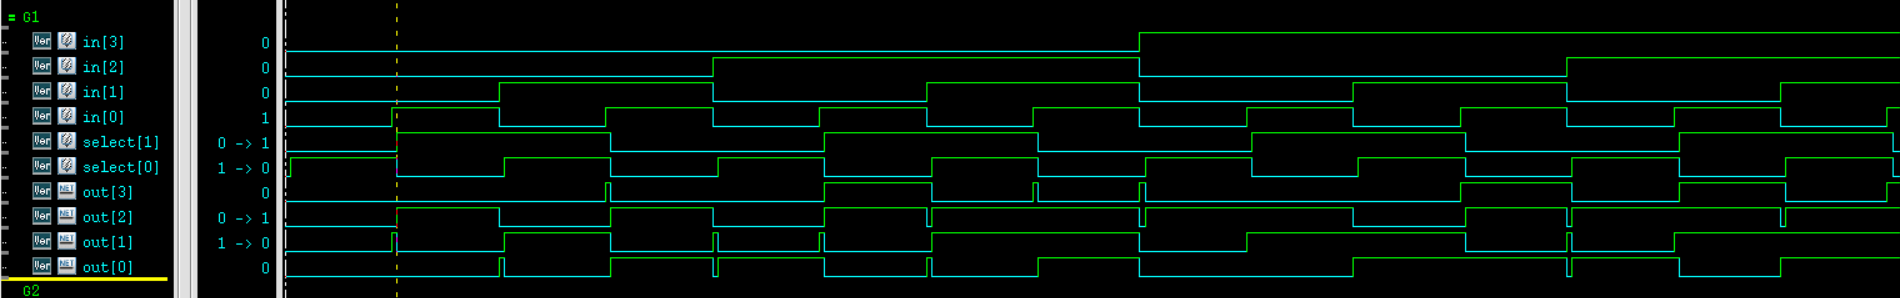 G1
Ver in[3] 0
Ver in[2] 0
Ver in[1] 0
Ver in[0] 1
Ver select[1] 0 -> 1
Ver select[0] 1 -> 0
Ver NET out[3] 0
Ver NET out[2] 0 -> 1
Ver NET out[1] 1 -> 0
Ver NET out[0] 0
G2